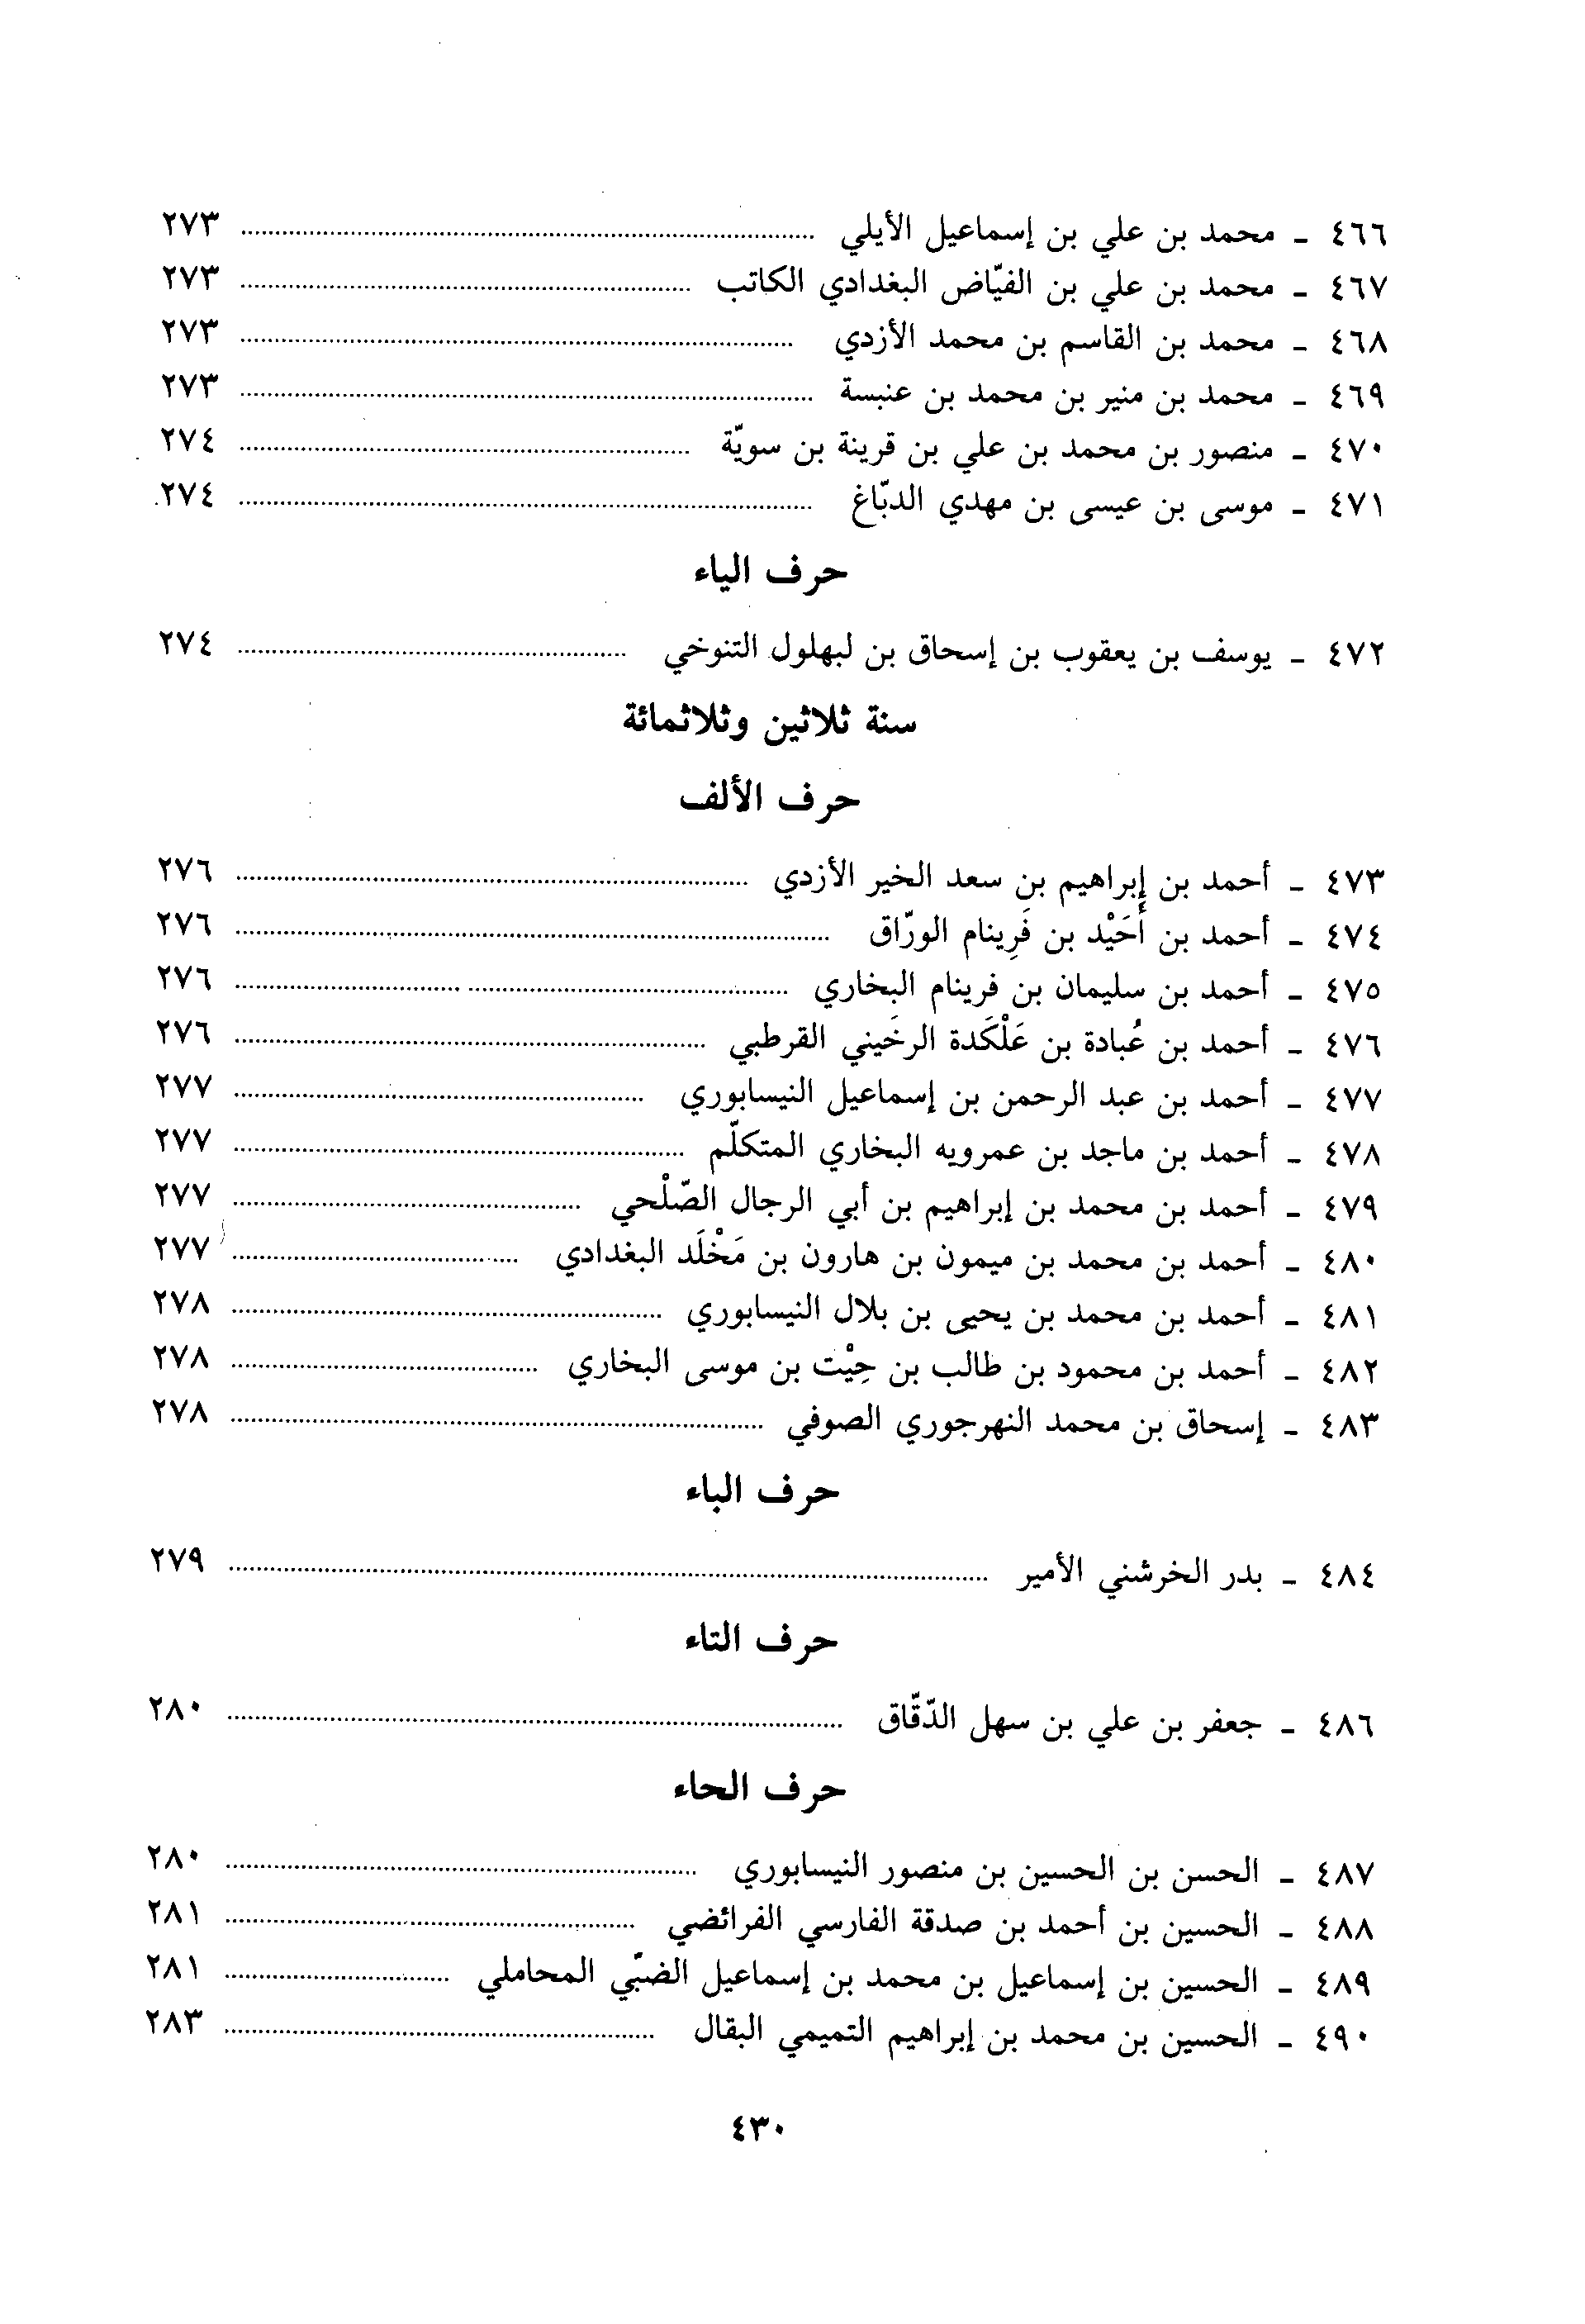 ٤٦٦ ـ محمد بن علي بن إسماعيل الأيلي ........ ٢٧٣
٤٦٧ ـ محمد بن علي بن الفيّاض البغدادي الكاتب ........ ٢٧٣
٤٦٨ ـ محمد بن القاسم بن محمد الأزدي ........ ٢٧٣
٤٦٩ ـ محمد بن منير بن محمد بن عنبسة ........ ٢٧٣
٤٧٠ ـ منصور بن محمد بن علي بن قرينة بن سويّة ........ ٢٧٤
٤٧١ ـ موسى بن عيسى بن مهدي الدبّاغ ........ ٢٧٤
حرف الياء
٤٧٢ ـ يوسف بن يعقوب بن إسحاق بن لبهلول التنوخي ........ ٢٧٤
سنة ثلاثين وثلاثمائة
حرف الألف
٤٧٣ ـ أحمد بن إبراهيم بن سعد الخير الأزدي ........ ٢٧٦
٤٧٤ ـ أحمد بن أُحَيْد بن فَرِينام الورّاق ........ ٢٧٦
٤٧٥ ـ أحمد بن سليمان بن فرينام البخاري ........ ٢٧٦
٤٧٦ ـ أحمد بن عُبادة بن عَلْكَدة الرخَيني القرطبي ........ ٢٧٦
٤٧٧ ـ أحمد بن عبد الرحمن بن إسماعيل النيسابوري ........ ٢٧٧
٤٧٨ ـ أحمد بن ماجد بن عمرويه البخاري المتكلّم ........ ٢٧٧
٤٧٩ ـ أحمد بن محمد بن إبراهيم بن أبي الرجال الصّلْحي ........ ٢٧٧
٤٨٠ ـ أحمد بن محمد بن ميمون بن هارون بن مَخْلَد البغدادي ........ ٢٧٧
٤٨١ ـ أحمد بن محمد بن يحيى بن بلال النيسابوري ........ ٢٧٨
٤٨٢ ـ أحمد بن محمود بن طالب بن حِيْت بن موسى البخاري ........ ٢٧٨
٤٨٣ ـ إسحاق بن محمد النهرجوري الصوفي ........ ٢٧٨
حرف الباء
٤٨٤ ـ بدر الخرشني الأمير ........ ٢٧٩
حرف التاء
٤٨٦ ـ جعفر بن علي بن سهل الدّقّاق ........ ٢٨٠
حرف الحاء
٤٨٧ ـ الحسن بن الحسين بن منصور النيسابوري ........ ٢٨٠
٤٨٨ ـ الحسين بن أحمد بن صدقة الفارسي الفرائضي ........ ٢٨١
٤٨٩ ـ الحسين بن إسماعيل بن محمد بن إسماعيل الضبّي المحاملي ........ ٢٨١
٤٩٠ ـ الحسين بن محمد بن إبراهيم التميمي البقال ........ ٢٨٣
٤٣٠